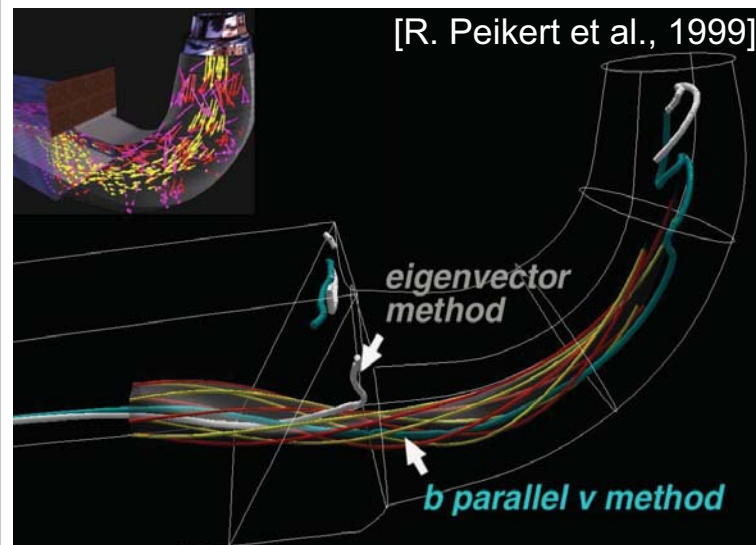 [R. Peikert et al., 1999]
eigenvector
method
b parallel v method